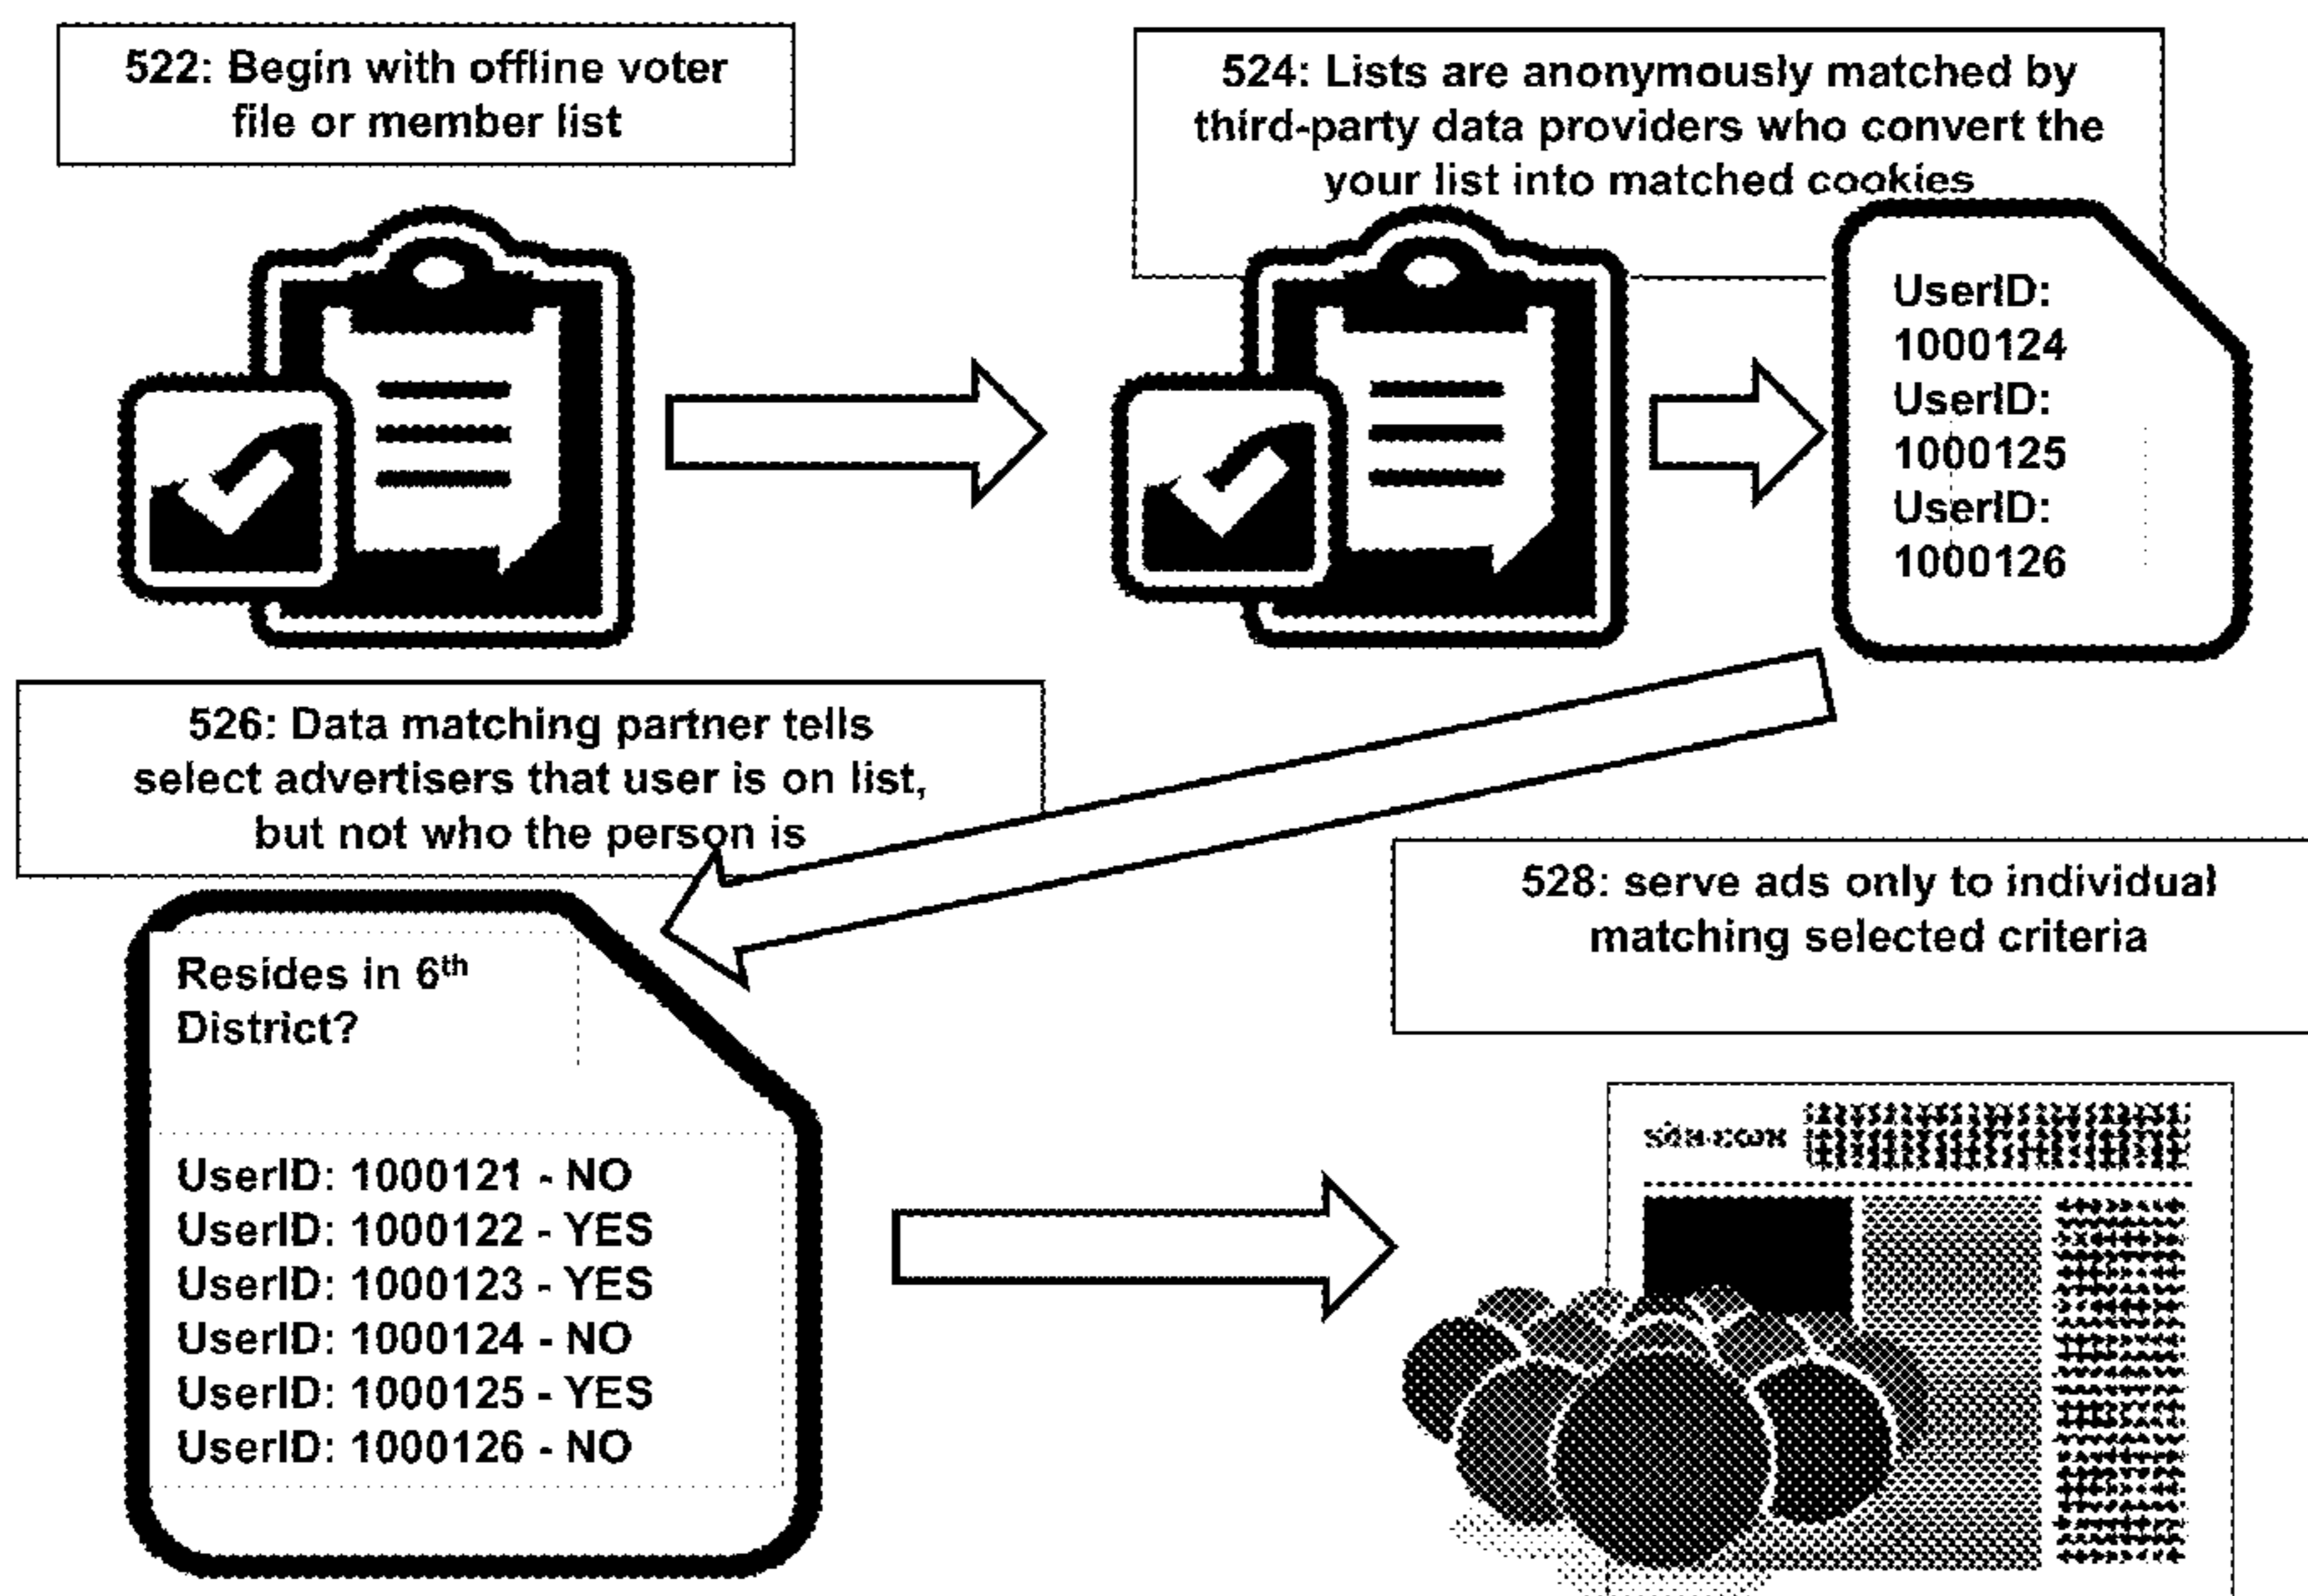 522: Begin with offline voter
file or member list
524: Lists are anonymously matched by
third-party data providers who convert the
your list into matched cookies
UserID:
1000124
UserID:
1000125
UserID:
1000126
526: Data matching partner tells
select advertisers that user is on list,
but not who the person is
Resides in 6th
District?
UserID: 1000121 - NO
UserID: 1000122 - YES
UserID: 1000123 - YES
UserID: 1000124 - NO
UserID: 1000125 - YES
UserID: 1000126 - NO
528: serve ads only to individual
matching selected criteria